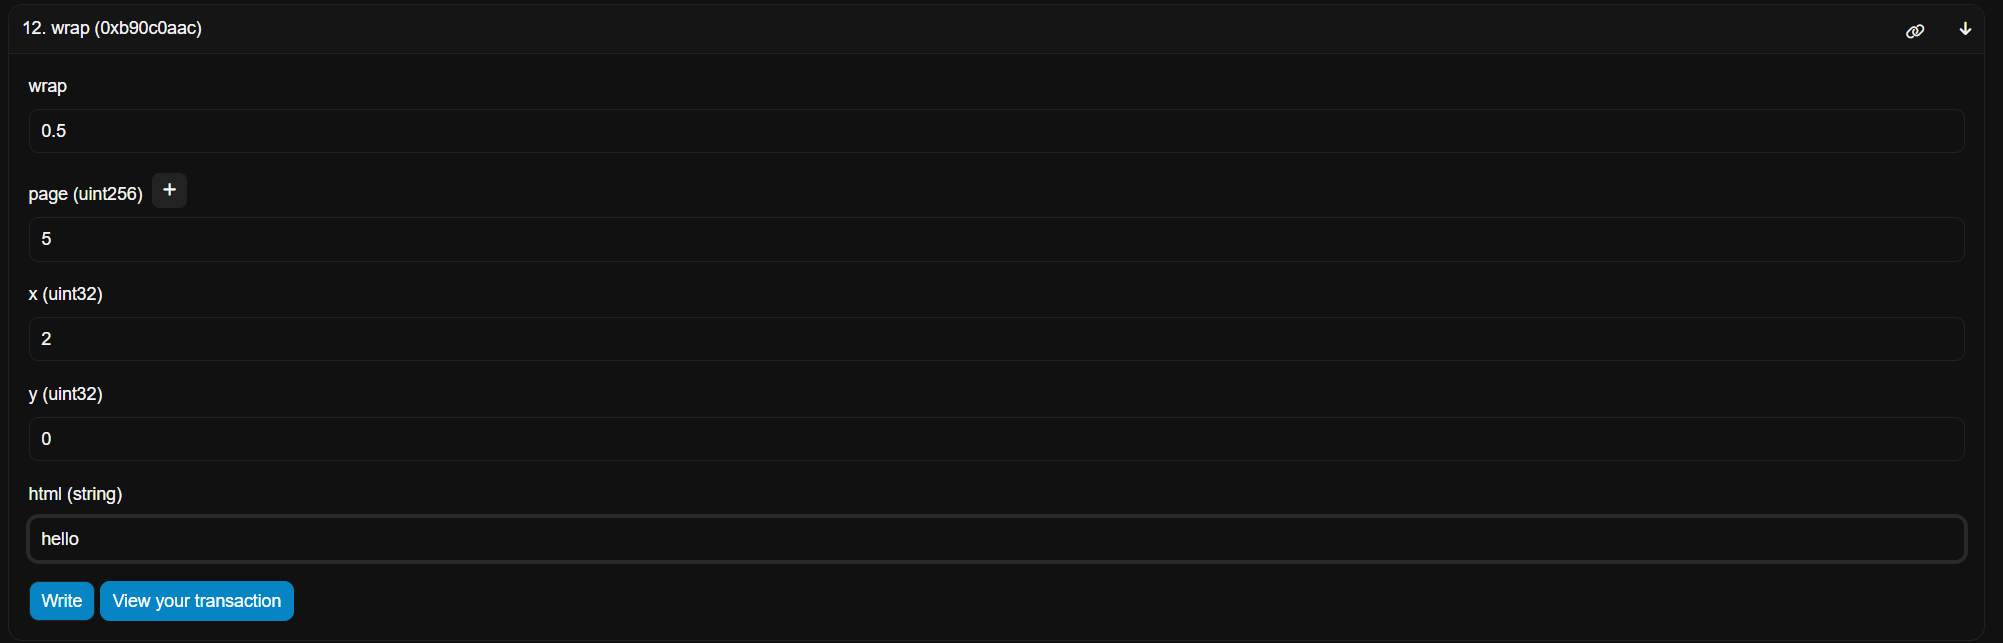 12. wrap (0xb90c0aac)
wrap
0.5
page (uint256) +
5
x (uint32)
2
y (uint32)
0
html (string)
hello
Write View your transaction